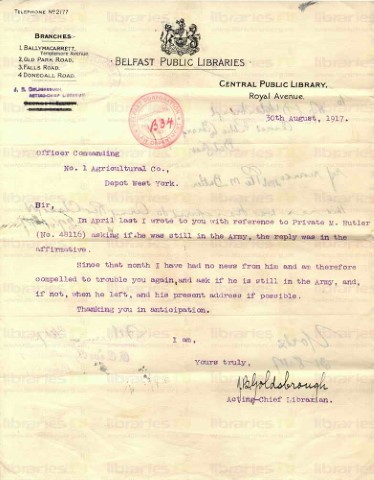 TELEPHONE No 2177
BRANCHES
1. BALLYMACARRETT,
Templemore Avenue.
2. OLD PARK ROAD.
3. FALLS ROAD.
4. DONEGALL ROAD.
BELFAST PUBLIC LIBRARIES
CENTRAL PUBLIC LIBRARY,
ROYAL AVENUE.
30th August, 1917.
Officer Commanding
No. 1 Agricultural Co.,
Depot West York.
Sir,
In April last I wrote to you with reference to Private M. Butler
(No. 48116) asking if he was still in the Army, the reply was in the
affirmative.
Since that month I have had no news from him and am therefore
compelled to trouble you again, and ask if he is still in the Army, and,
if not, when he left, and his present address if possible.
Thanking you in anticipation.
I am,
Yours truly,
J.S. Goldsbrough
Acting-Chief Librarian.
libraries